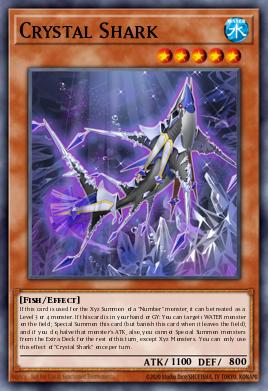 CRYSTAL SHARK
WATER
水
[FISH/EFFECT]
If this card is used for the Xyz Summon of a "Number" monster, it can be treated as a
Level 3 or 4 monster. If this card is in your hand or GY: You can target 1 WATER monster
on the field; Special Summon this card (but banish this card when it leaves the field),
and if you do, halve that monster's ATK, also, you cannot Special Summon monsters
from the Extra Deck for the rest of this turn, except Xyz Monsters. You can only use
this effect of "Crystal Shark" once per turn.
ATK/ 1100 DEF/ 800
©2020 Studio Dice/SHUEISHA, TV TOKYO, KONAMI